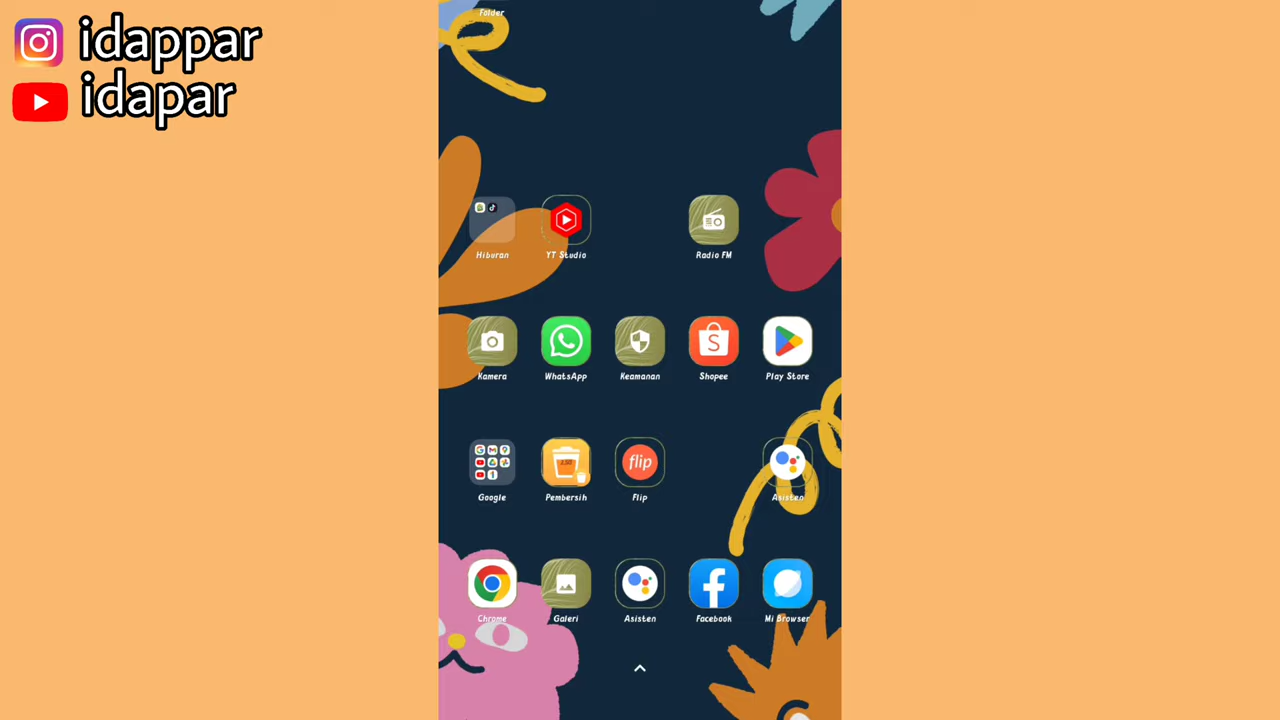 idappar
idapar
Folder
Hiburan
YT Studio
Radio FM
Kamera
WhatsApp
Keamanan
Shopee
Play Store
Google
Pembersih
flip
Flip
Asisten
Chrome
Galeri
Asisten
Facebook
Mi Browser